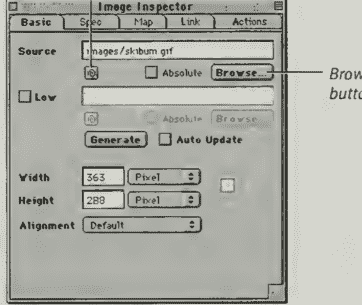 Image Inspector
Basic Spec Map Link Actions
Source images/skibum.gif
Absolute Browse... Brow
Low butto
Absolute Browse...
Generate Auto Update
Width 363 Pixel
Height 288 Pixel
Alignment Default